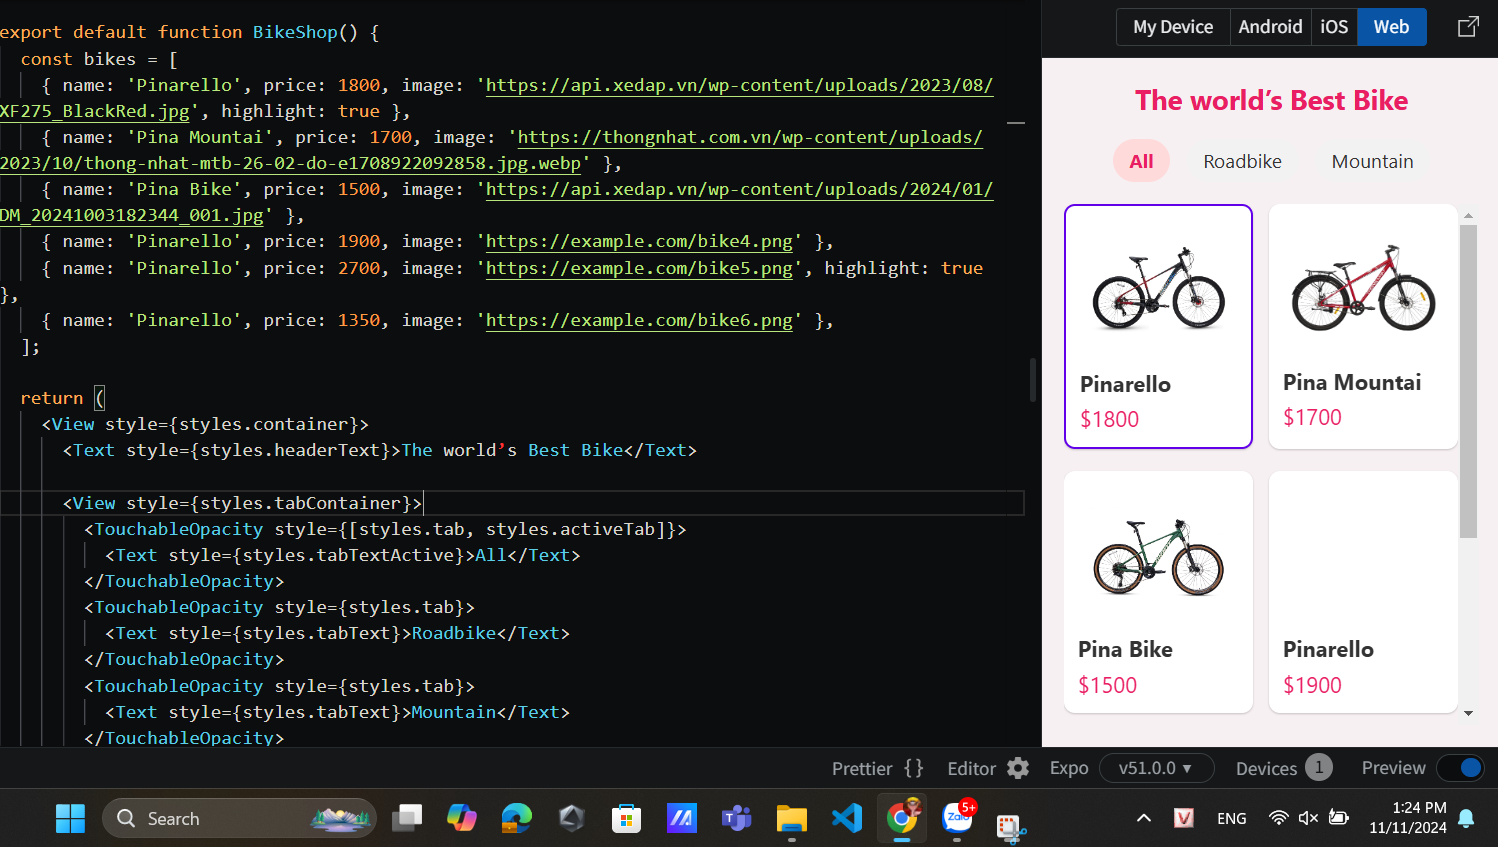 export default function BikeShop() {
const bikes = [
{ name: 'Pinarello', price: 1800, image: 'https://api.xedap.vn/wp-content/uploads/2023/08/
XF275_BlackRed.jpg', highlight: true },
{ name: 'Pina Mountai', price: 1700, image: 'https://thongnhat.com.vn/wp-content/uploads/
2023/10/thong-nhat-mtb-26-02-do-e1708922092858.jpg.webp' },
{ name: 'Pina Bike', price: 1500, image: 'https://api.xedap.vn/wp-content/uploads/2024/01/
DM_20241003182344_001.jpg' },
{ name: 'Pinarello', price: 1900, image: 'https://example.com/bike4.png' },
{ name: 'Pinarello', price: 2700, image: 'https://example.com/bike5.png', highlight: true
},
{ name: 'Pinarello', price: 1350, image: 'https://example.com/bike6.png' },
];
return (
<View style={styles.container}>
<Text style={styles.headerText}>The world’s Best Bike</Text>
<View style={styles.tabContainer}>
<TouchableOpacity style={[styles.tab, styles.activeTab]}>
<Text style={styles.tabTextActive}>All</Text>
</TouchableOpacity>
<TouchableOpacity style={styles.tab}>
<Text style={styles.tabText}>Roadbike</Text>
</TouchableOpacity>
<TouchableOpacity style={styles.tab}>
<Text style={styles.tabText}>Mountain</Text>
</TouchableOpacity>
My Device Android iOS Web
The world’s Best Bike
All Roadbike Mountain
Pinarello
$1800
Pina Mountai
$1700
Pina Bike
$1500
Pinarello
$1900
Prettier {} Editor Expo v51.0.0 ▾ Devices 1 Preview
Search
Zalo
5+
ENG
1:24 PM
11/11/2024